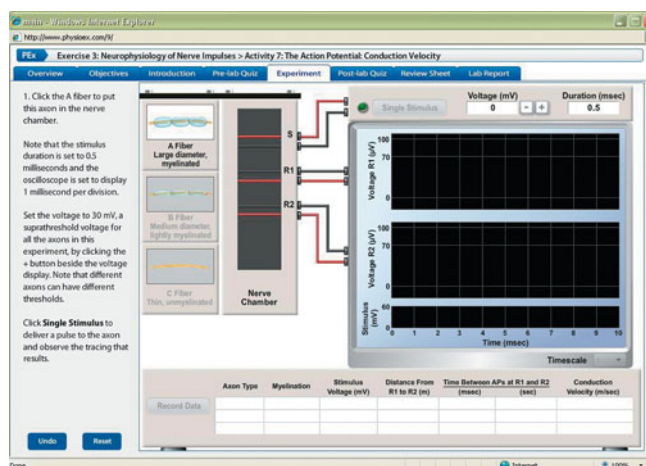 main - Windows Internet Explorer
http://www.physioex.com/9/
PEx Exercise 3: Neurophysiology of Nerve Impulses > Activity 7: The Action Potential: Conduction Velocity
Overview Objectives Introduction Pre-lab Quiz Experiment Post-lab Quiz Review Sheet Lab Report
1. Click the A fiber to put
this axon in the nerve
chamber.
Note that the stimulus
duration is set to 0.5
milliseconds and the
oscilloscope is set to display
1 millisecond per division.
Set the voltage to 30 mV, a
suprathreshold voltage for
all the axons in this
experiment, by clicking the
+ button beside the voltage
display. Note that different
axons can have different
thresholds.
Click Single Stimulus to
deliver a pulse to the axon
and observe the tracing that
results.
Undo Reset
A Fiber
Large diameter,
myelinated
B Fiber
Medium diameter,
lightly myelinated
C Fiber
Thin, unmyelinated
S
R1
R2
Nerve
Chamber
Single Stimulus
Voltage (mV)
0 - +
Duration (msec)
0.5
Voltage R1 (µV)
100
70
0
Voltage R2 (µV)
100
70
0
Stimulus
(mV)
60
0
0 1 2 3 4 5 6 7 8 9 10
Time (msec)
Timescale
Record Data
Axon Type Myelination Stimulus Voltage (mV) Distance From R1 to R2 (m) Time Between APs at R1 and R2 (msec) (sec) Conduction Velocity (m/sec)
Done Internet 100%